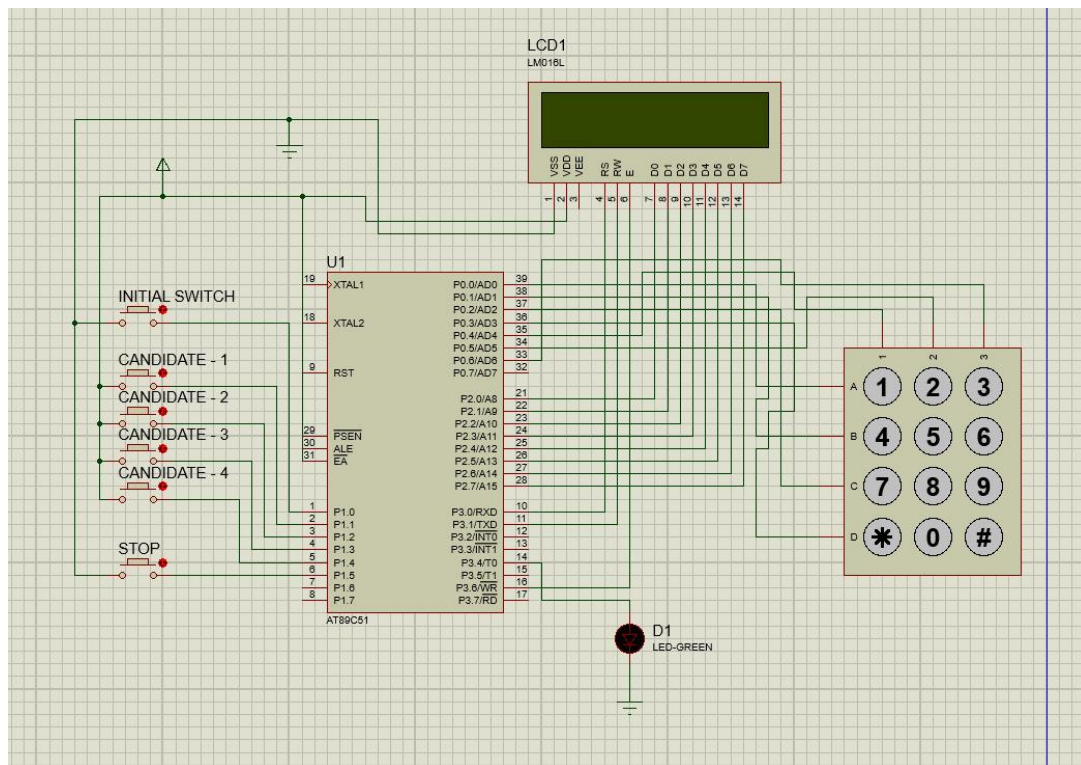 LCD1
LM016L
VSS
VDD
VEE
RS
RW
E
D0
D1
D2
D3
D4
D5
D6
D7
1
2
3
4
5
6
7
8
9
10
11
12
13
14
U1
19
XTAL1
18
XTAL2
9
RST
29
PSEN
30
ALE
31
EA
1
P1.0
2
P1.1
3
P1.2
4
P1.3
5
P1.4
6
P1.5
7
P1.6
8
P1.7
P0.0/AD0
39
P0.1/AD1
38
P0.2/AD2
37
P0.3/AD3
36
P0.4/AD4
35
P0.5/AD5
34
P0.6/AD6
33
P0.7/AD7
32
P2.0/A8
21
P2.1/A9
22
P2.2/A10
23
P2.3/A11
24
P2.4/A12
25
P2.5/A13
26
P2.6/A14
27
P2.7/A15
28
P3.0/RXD
10
P3.1/TXD
11
P3.2/INT0
12
P3.3/INT1
13
P3.4/T0
14
P3.5/T1
15
P3.6/WR
16
P3.7/RD
17
AT89C51
INITIAL SWITCH
CANDIDATE - 1
CANDIDATE - 2
CANDIDATE - 3
CANDIDATE - 4
STOP
D1
LED-GREEN
1
2
3
A
1 2 3
B
4 5 6
C
7 8 9
D
* 0 #